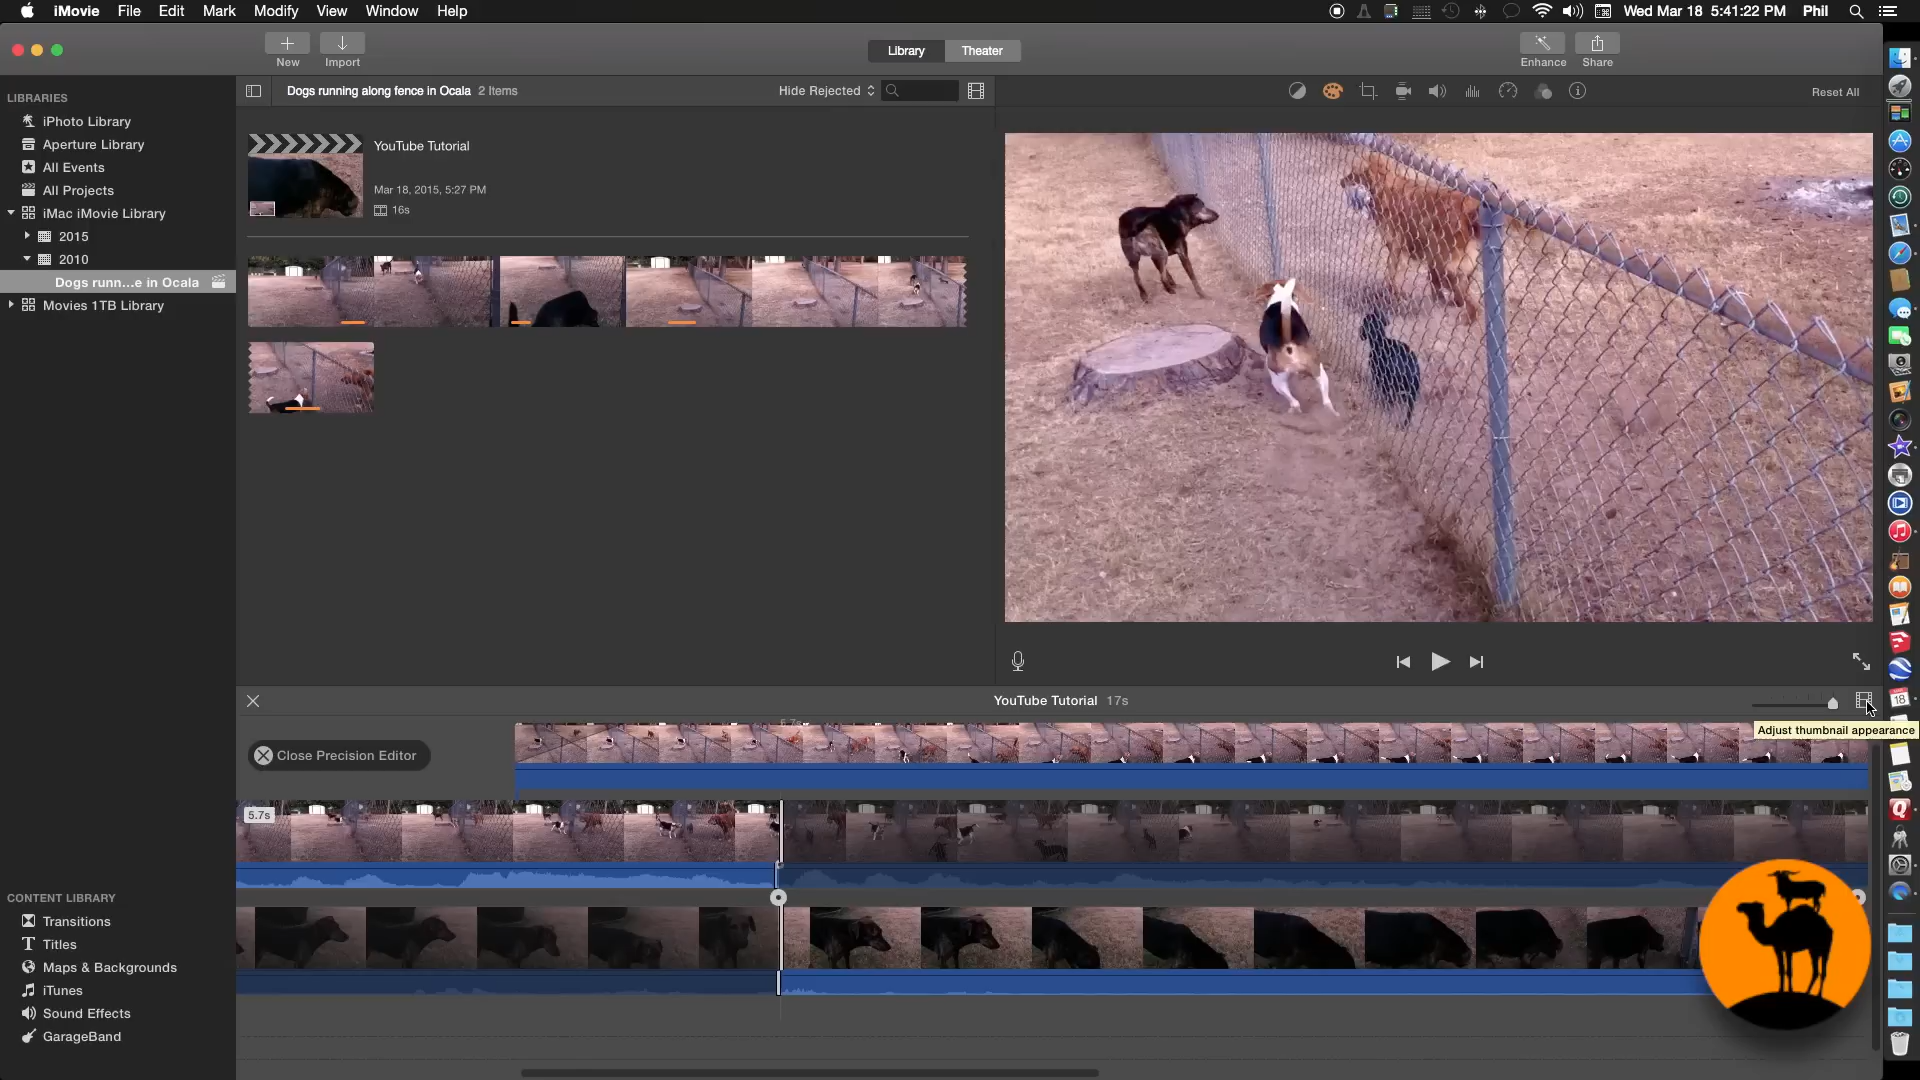 iMovie File Edit Mark Modify View Window Help
Wed Mar 18 5:41:22 PM Phil
New
Import
Library
Theater
Enhance
Share
LIBRARIES
iPhoto Library
Aperture Library
All Events
All Projects
iMac iMovie Library
2015
2010
Dogs runn...e in Ocala
Movies 1TB Library
Dogs running along fence in Ocala 2 Items
Hide Rejected
Reset All
YouTube Tutorial
Mar 18, 2015, 5:27 PM
16s
YouTube Tutorial 17s
Adjust thumbnail appearance
5.7s
Close Precision Editor
5.7s
CONTENT LIBRARY
Transitions
Titles
Maps & Backgrounds
iTunes
Sound Effects
GarageBand
18